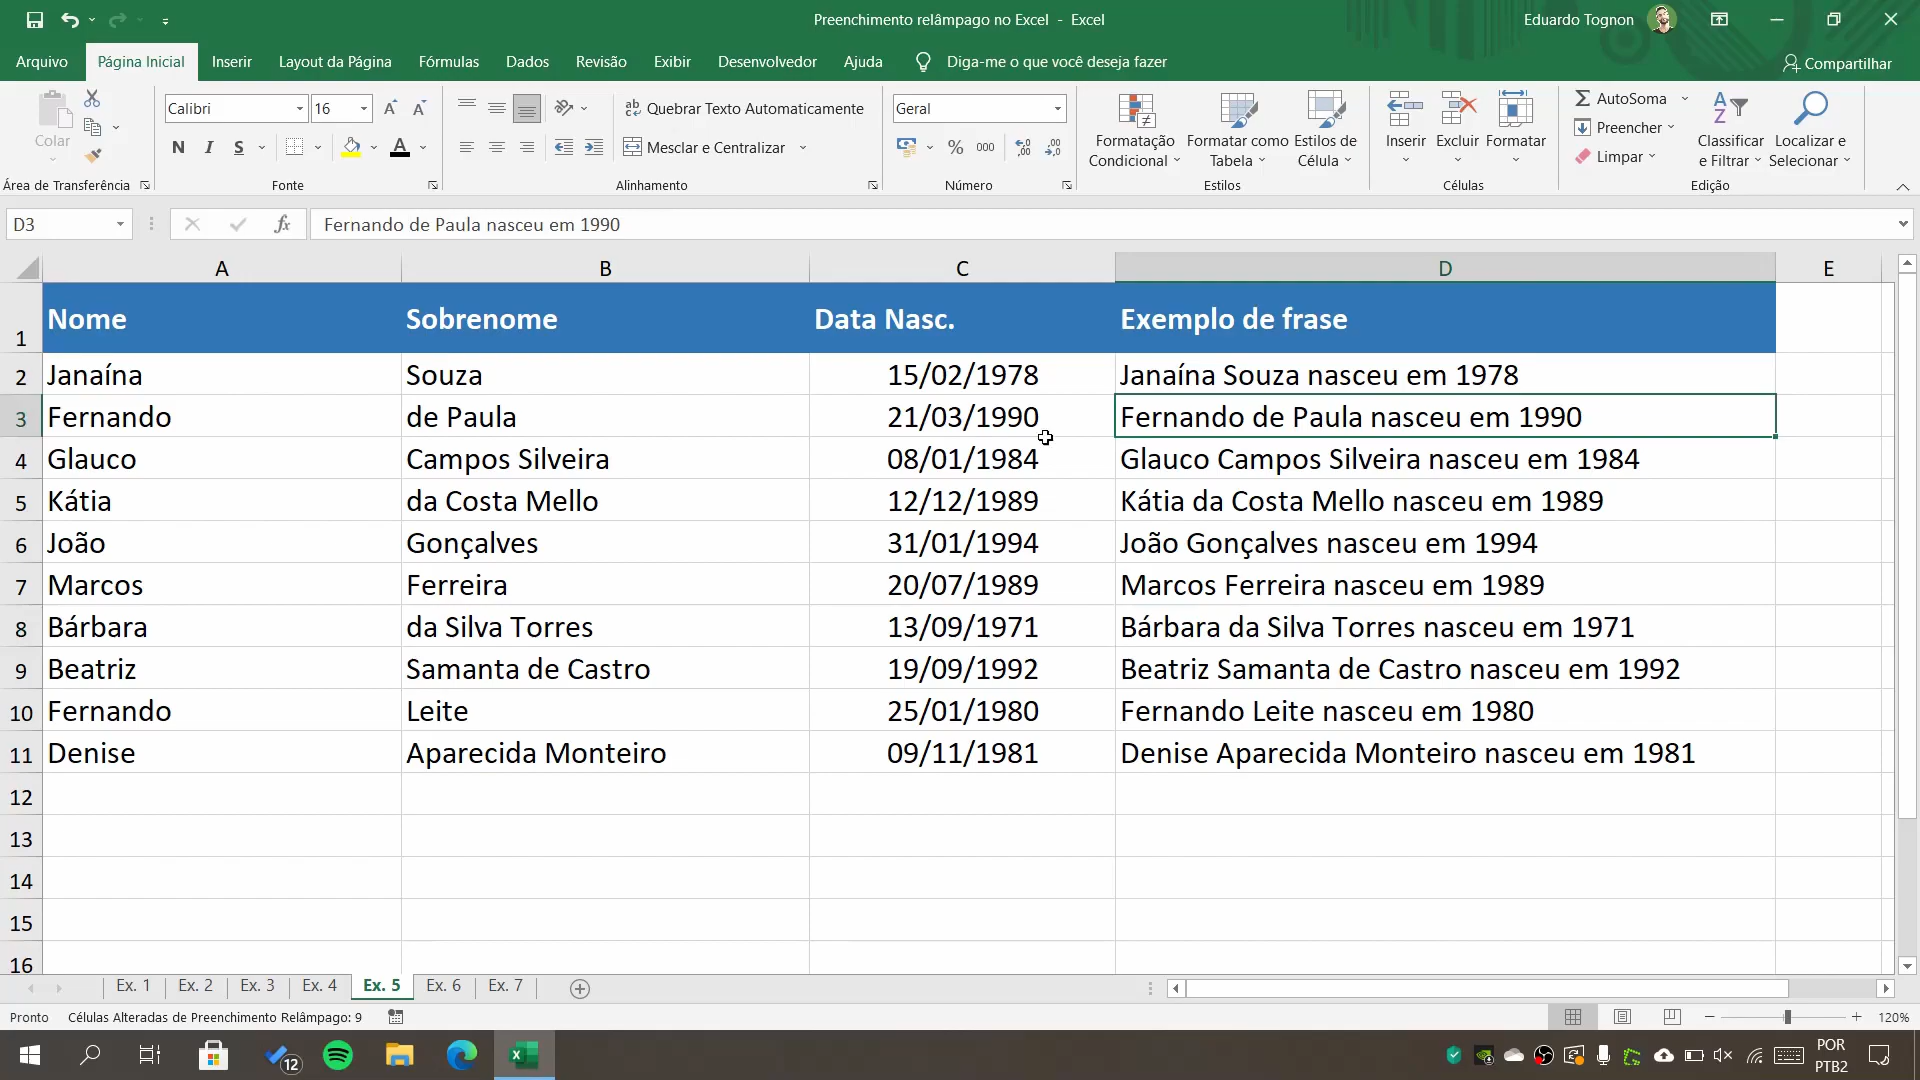 Preenchimento relâmpago no Excel - Excel
Eduardo Tognon
Arquivo Página Inicial Inserir Layout da Página Fórmulas Dados Revisão Exibir Desenvolvedor Ajuda Diga-me o que você deseja fazer Compartilhar
Colar
Área de Transferência
Calibri 16
N I S
Fonte
Quebrar Texto Automaticamente
Mesclar e Centralizar
Alinhamento
Geral
% 000
Número
Formatação Condicional
Formatar como Tabela
Estilos de Célula
Estilos
Inserir Excluir Formatar
Células
AutoSoma
Preencher
Limpar
Classificar e Filtrar
Localizar e Selecionar
Edição
D3 fx Fernando de Paula nasceu em 1990
A B C D E
1 Nome Sobrenome Data Nasc. Exemplo de frase
2 Janaína Souza 15/02/1978 Janaína Souza nasceu em 1978
3 Fernando de Paula 21/03/1990 Fernando de Paula nasceu em 1990
4 Glauco Campos Silveira 08/01/1984 Glauco Campos Silveira nasceu em 1984
5 Kátia da Costa Mello 12/12/1989 Kátia da Costa Mello nasceu em 1989
6 João Gonçalves 31/01/1994 João Gonçalves nasceu em 1994
7 Marcos Ferreira 20/07/1989 Marcos Ferreira nasceu em 1989
8 Bárbara da Silva Torres 13/09/1971 Bárbara da Silva Torres nasceu em 1971
9 Beatriz Samanta de Castro 19/09/1992 Beatriz Samanta de Castro nasceu em 1992
10 Fernando Leite 25/01/1980 Fernando Leite nasceu em 1980
11 Denise Aparecida Monteiro 09/11/1981 Denise Aparecida Monteiro nasceu em 1981
12
13
14
15
16
Ex. 1 Ex. 2 Ex. 3 Ex. 4 Ex. 5 Ex. 6 Ex. 7
Pronto Células Alteradas de Preenchimento Relâmpago: 9 120%
12
POR
PTB2